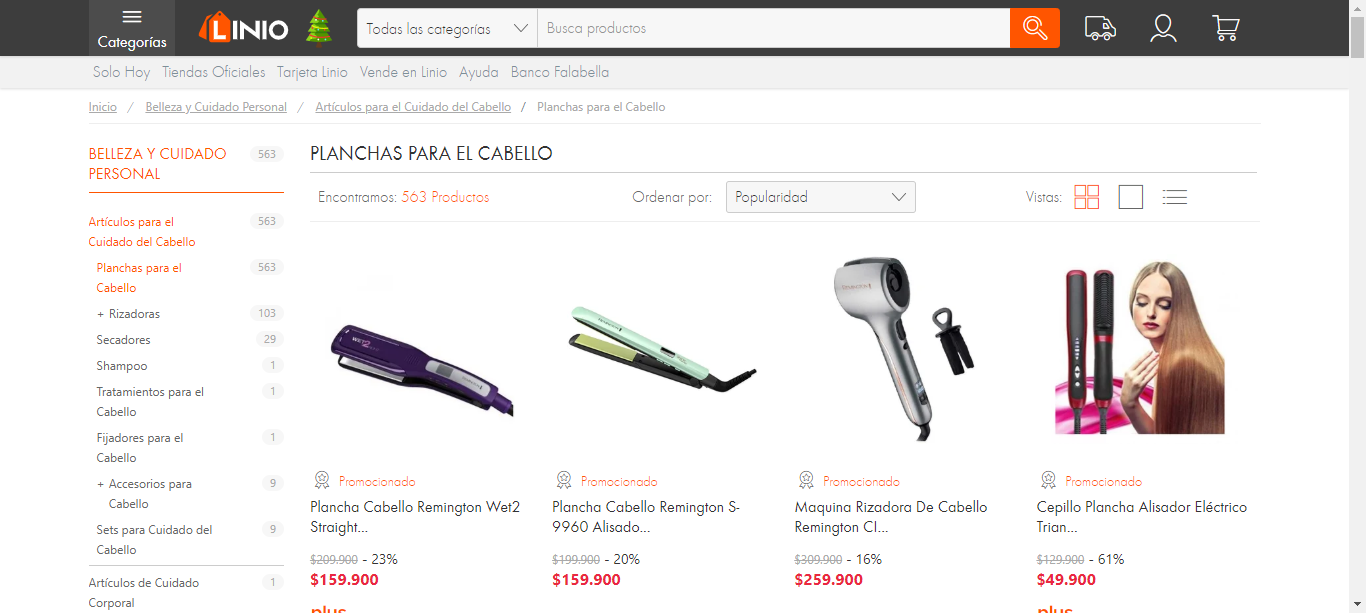 Categorías
LINIO
Todas las categorías
Busca productos
Solo Hoy Tiendas Oficiales Tarjeta Linio Vende en Linio Ayuda Banco Falabella
Inicio / Belleza y Cuidado Personal / Artículos para el Cuidado del Cabello / Planchas para el Cabello
BELLEZA Y CUIDADO 563
PERSONAL
Artículos para el 563
Cuidado del Cabello
Planchas para el 563
Cabello
+ Rizadoras 103
Secadores 29
Shampoo 1
Tratamientos para el 1
Cabello
Fijadores para el 1
Cabello
+ Accesorios para 9
Cabello
Sets para Cuidado del 9
Cabello
Artículos de Cuidado 1
Corporal
PLANCHAS PARA EL CABELLO
Encontramos: 563 Productos
Ordenar por: Popularidad
Vistas:
Promocionado
Plancha Cabello Remington Wet2
Straight...
$209.900 - 23%
$159.900
plus
Promocionado
Plancha Cabello Remington S-
9960 Alisado...
$199.900 - 20%
$159.900
Promocionado
Maquina Rizadora De Cabello
Remington CI...
$309.900 - 16%
$259.900
Promocionado
Cepillo Plancha Alisador Eléctrico
Trian...
$129.900 - 61%
$49.900
plus